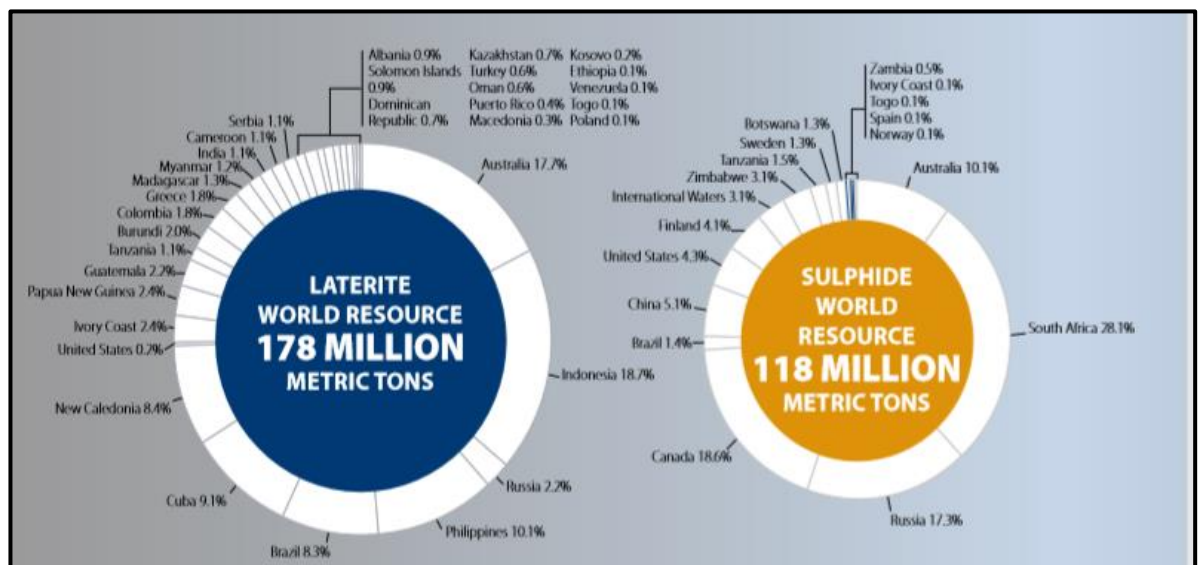 Albania 0.9%
Solomon Islands
0.9%
Dominican
Republic 0.7%
Kazakhstan 0.7%
Turkey 0.6%
Oman 0.6%
Puerto Rico 0.4%
Macedonia 0.3%
Kosovo 0.2%
Ethiopia 0.1%
Venezuela 0.1%
Togo 0.1%
Poland 0.1%
Serbia 1.1%
Cameroon 1.1%
India 1.1%
Myanmar 1.2%
Madagascar 1.3%
Greece 1.8%
Colombia 1.8%
Burundi 2.0%
Tanzania 1.1%
Guatemala 2.2%
Papua New Guinea 2.4%
Ivory Coast 2.4%
United States 0.2%
New Caledonia 8.4%
Cuba 9.1%
Brazil 8.3%
Philippines 10.1%
Russia 2.2%
Indonesia 18.7%
Australia 17.7%
LATERITE
WORLD RESOURCE
178 MILLION
METRIC TONS
Zambia 0.5%
Ivory Coast 0.1%
Togo 0.1%
Spain 0.1%
Norway 0.1%
Botswana 1.3%
Sweden 1.3%
Tanzania 1.5%
Zimbabwe 3.1%
International Waters 3.1%
Finland 4.1%
United States 4.3%
China 5.1%
Brazil 1.4%
Canada 18.6%
Russia 17.3%
South Africa 28.1%
Australia 10.1%
SULPHIDE
WORLD
RESOURCE
118 MILLION
METRIC TONS